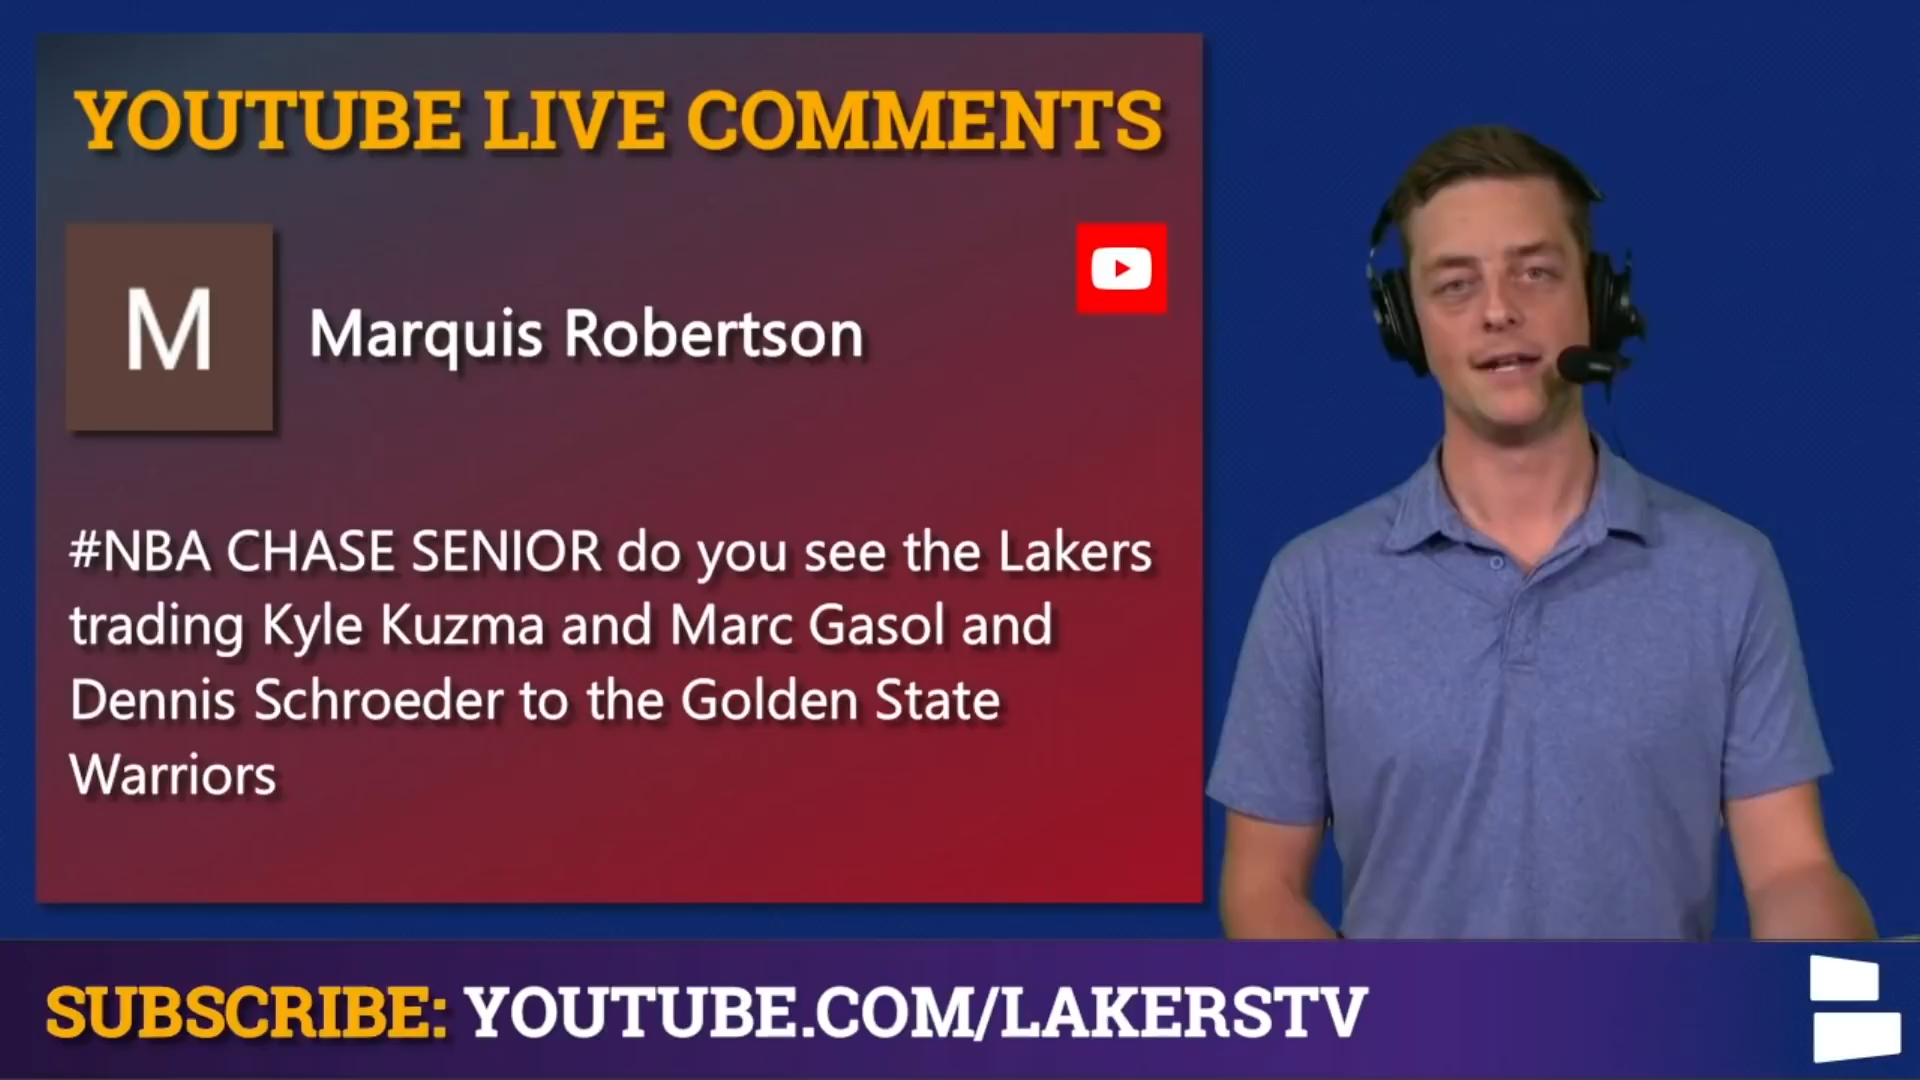 YOUTUBE LIVE COMMENTS
M
Marquis Robertson
#NBA CHASE SENIOR do you see the Lakers
trading Kyle Kuzma and Marc Gasol and
Dennis Schroeder to the Golden State
Warriors
SUBSCRIBE: YOUTUBE.COM/LAKERSTV